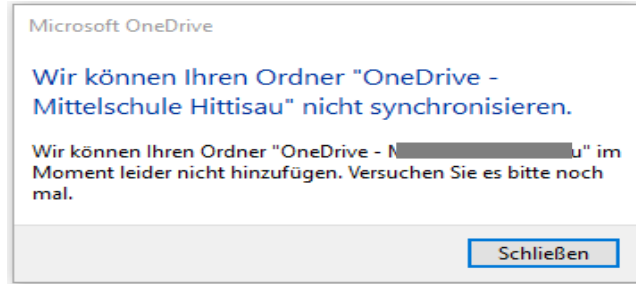 Microsoft OneDrive
Wir können Ihren Ordner "OneDrive -
Mittelschule Hittisau" nicht synchronisieren.
Wir können Ihren Ordner "OneDrive - u" im
Moment leider nicht hinzufügen. Versuchen Sie es bitte noch
mal.
Schließen